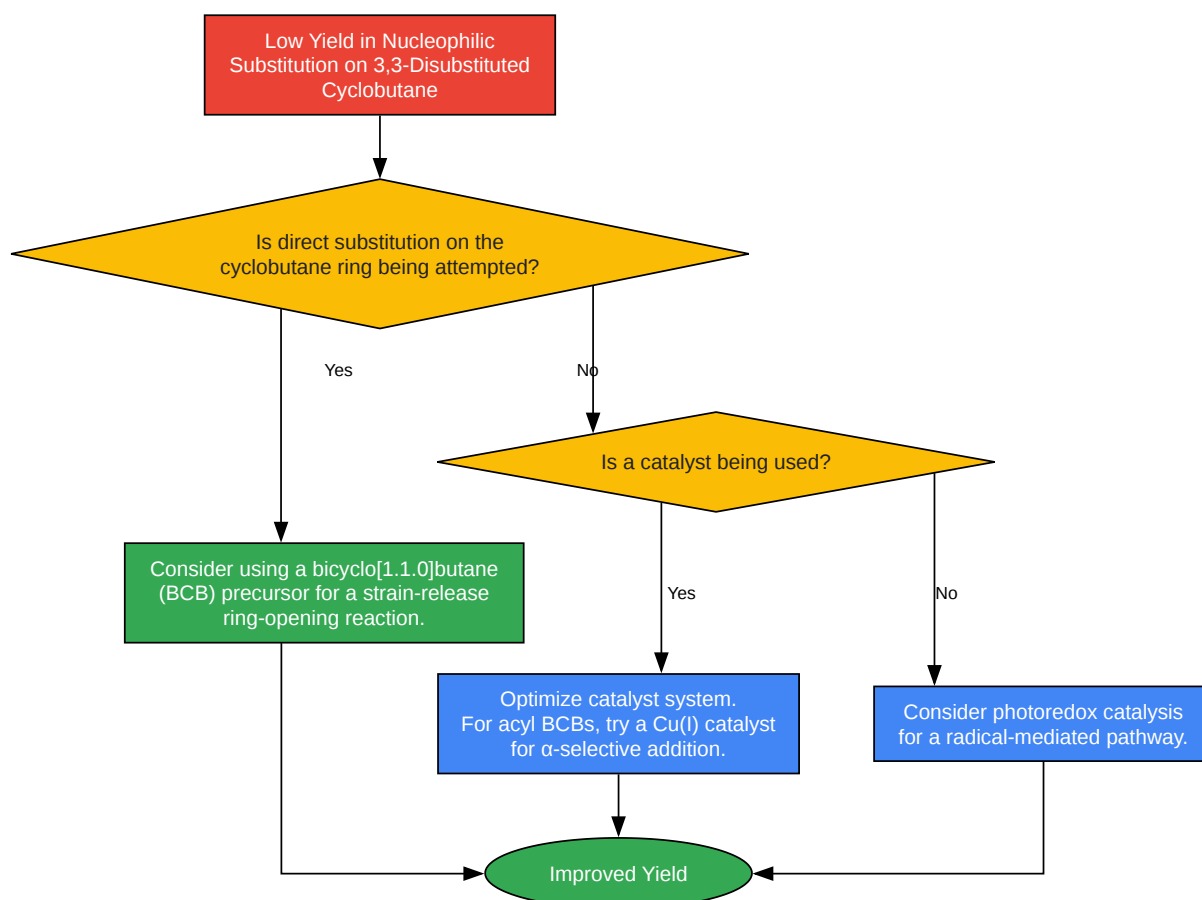 Low Yield in Nucleophilic
Substitution on 3,3-Disubstituted
Cyclobutane
Is direct substitution on the
cyclobutane ring being attempted?
Yes
No
Is a catalyst being used?
Consider using a bicyclo[1.1.0]butane
(BCB) precursor for a strain-release
ring-opening reaction.
Yes
No
Optimize catalyst system.
For acyl BCBs, try a Cu(I) catalyst
for α-selective addition.
Consider photoredox catalysis
for a radical-mediated pathway.
Improved Yield